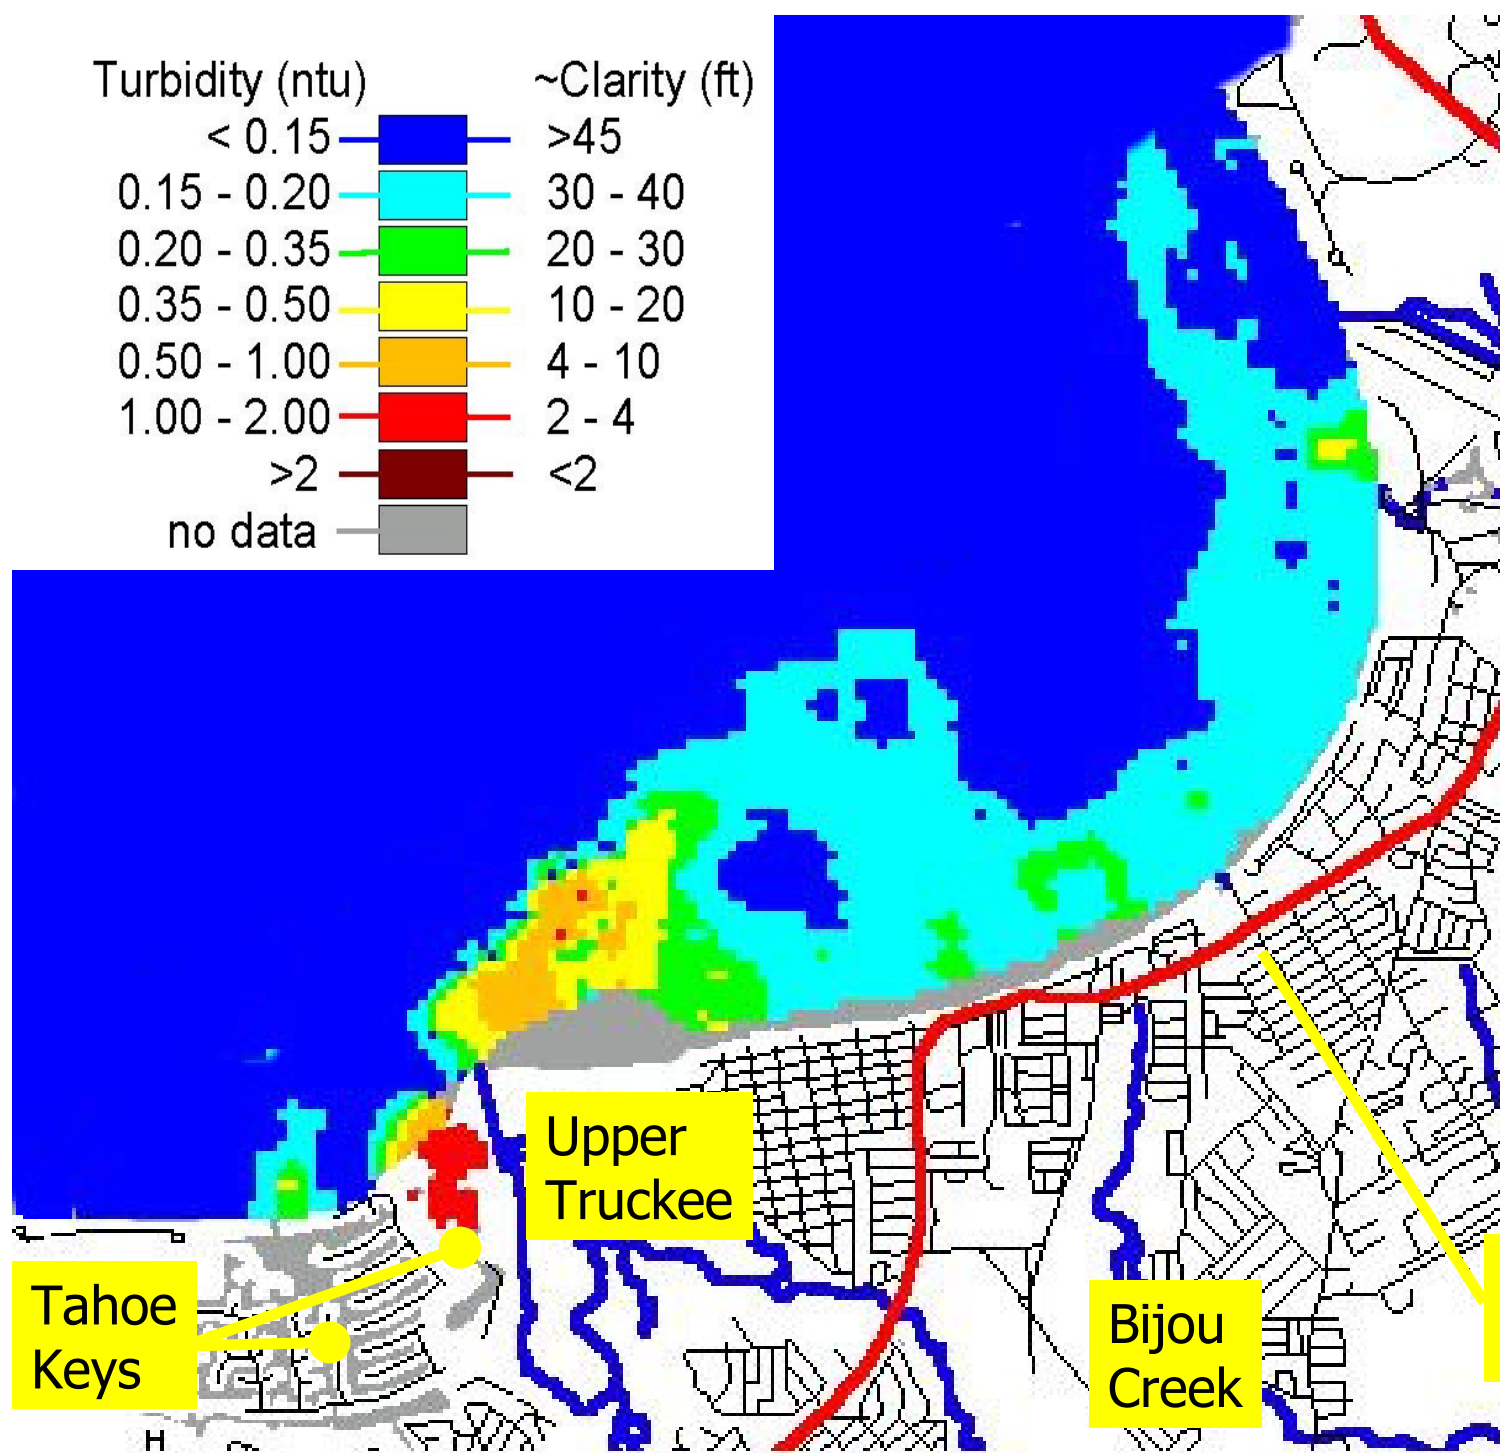 Turbidity (ntu) ~Clarity (ft)
< 0.15 >45
0.15 - 0.20 30 - 40
0.20 - 0.35 20 - 30
0.35 - 0.50 10 - 20
0.50 - 1.00 4 - 10
1.00 - 2.00 2 - 4
>2 <2
no data
Upper
Truckee
Tahoe
Keys
Bijou
Creek